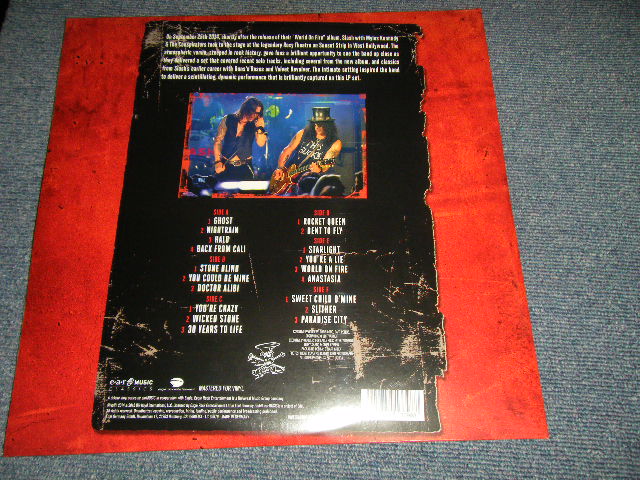 On September 25th 2014, shortly after the release of their "World On Fire" album, Slash with Myles Kennedy
& The Conspirators took to the stage at the legendary Roxy Theatre on Sunset Strip in West Hollywood. The
atmospheric venue, steeped in rock history, gave fans a brilliant opportunity to see the band up close as
they delivered a set that covered recent solo tracks, including several from the new album, and classics
from Slash's earlier career with Guns N'Roses and Velvet Revolver. The intimate setting inspired the band
to deliver a scintillating, dynamic performance that is brilliantly captured on this LP set.
SIDE A
1 GHOST
2 NIGHTRAIN
3 HALO
4 BACK FROM CALI
SIDE B
1 STONE BLIND
2 YOU COULD BE MINE
3 DOCTOR ALIBI
SIDE C
1 YOU'RE CRAZY
2 WICKED STONE
3 30 YEARS TO LIFE
SIDE D
1 ROCKET QUEEN
2 BENT TO FLY
SIDE E
1 STARLIGHT
2 YOU'RE A LIE
3 WORLD ON FIRE
4 ANASTASIA
SIDE F
1 SWEET CHILD O'MINE
2 SLITHER
3 PARADISE CITY
e·a·r MUSIC
CLASSICS
MASTERED FOR VINYL